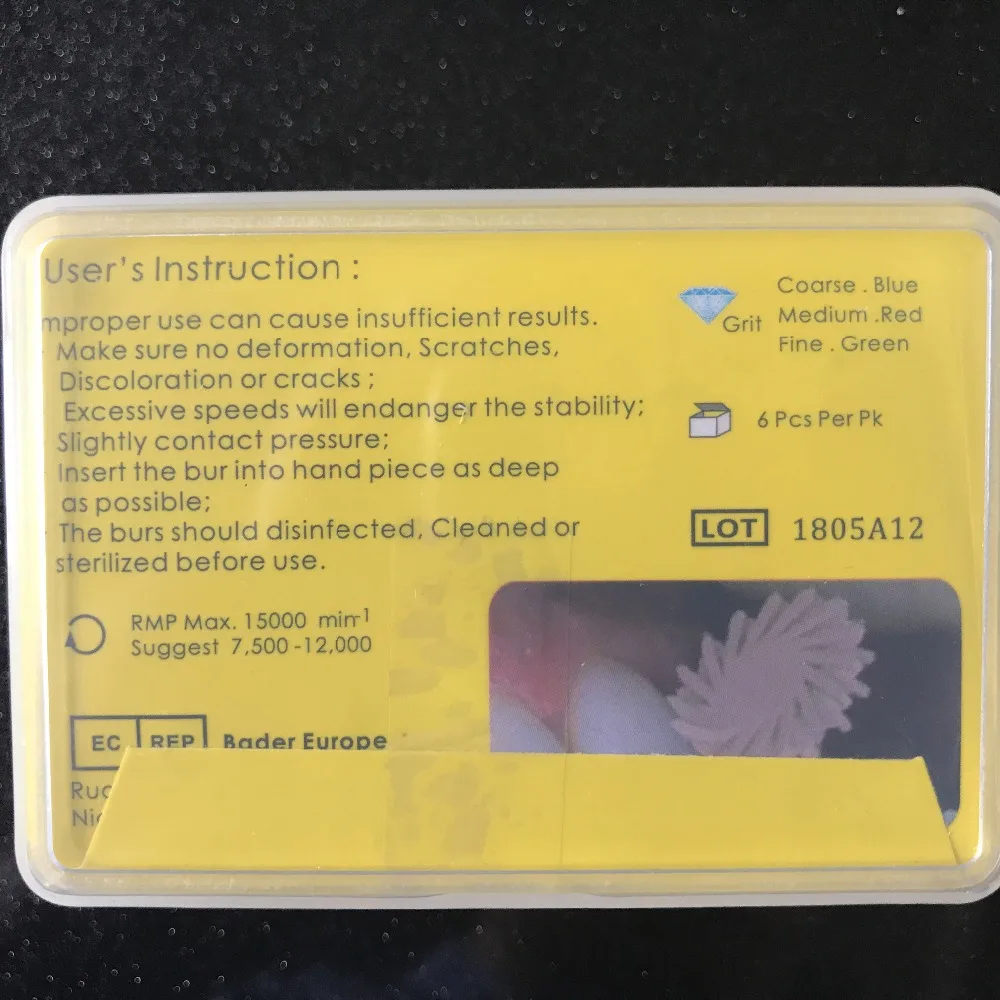 User's Instruction :
mproper use can cause insufficient results.
Make sure no deformation, Scratches,
Discoloration or cracks ;
Excessive speeds will endanger the stability;
Slightly contact pressure;
Insert the bur into hand piece as deep
as possible;
The burs should disinfected, Cleaned or
sterilized before use.
RMP Max. 15000 min-1
Suggest 7,500-12,000
EC REP Bader Europe
Grit
Coarse . Blue
Medium .Red
Fine . Green
6 Pcs Per Pk
LOT 1805A12